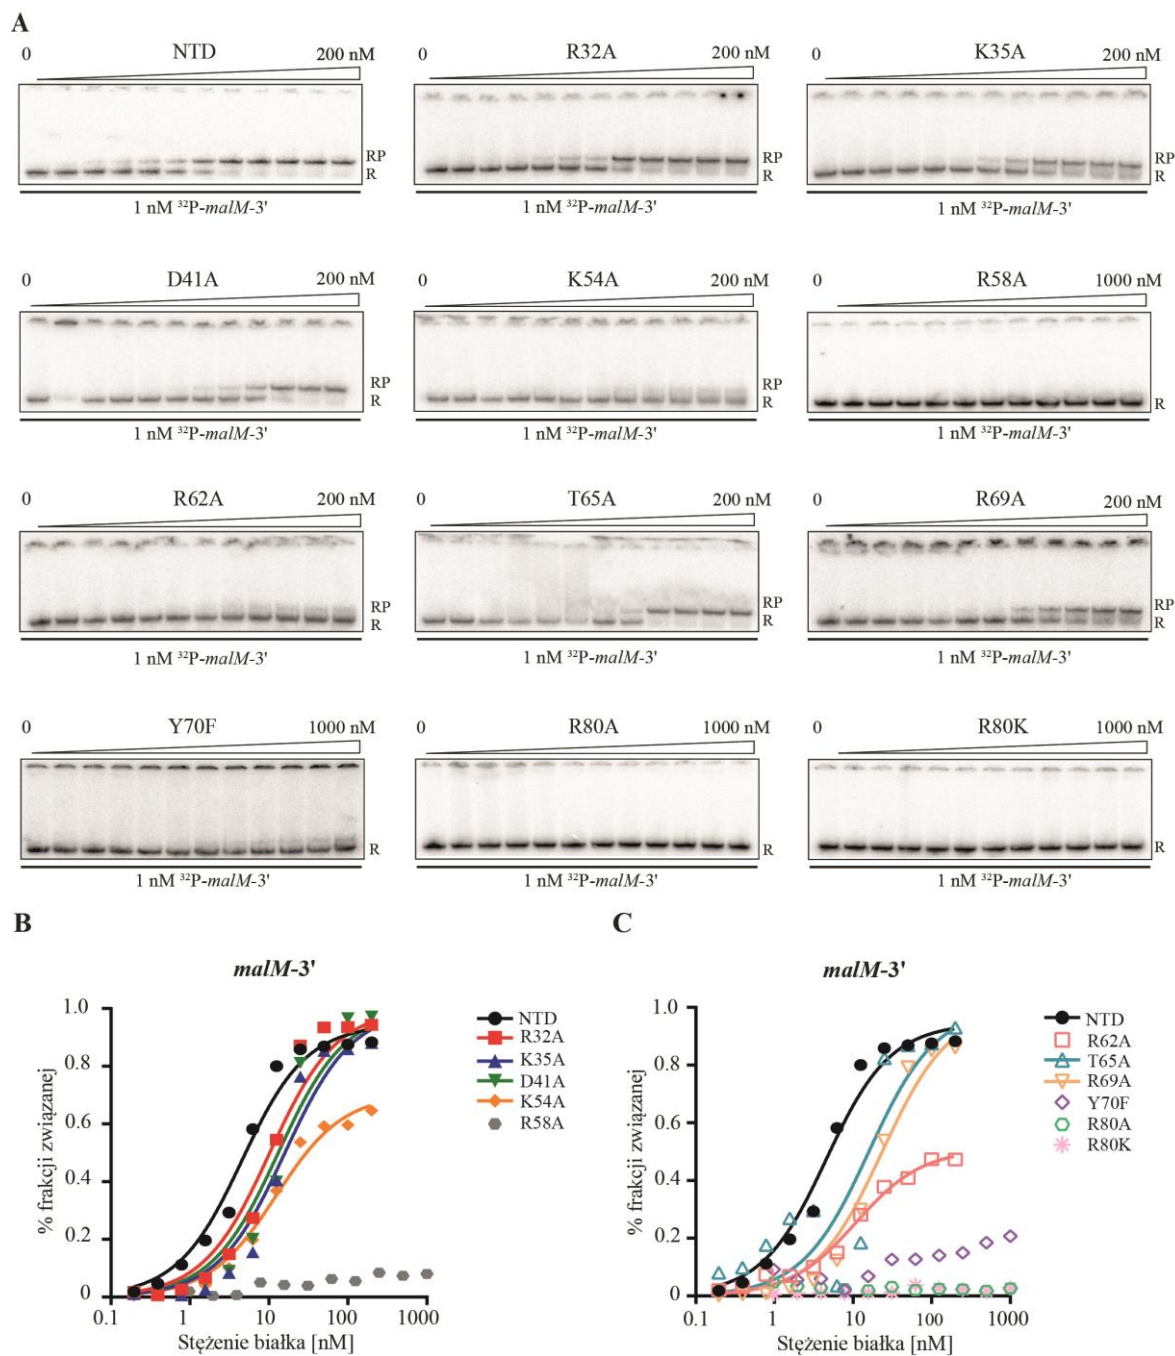 A
0 NTD 200 nM
0 R32A 200 nM
0 K35A 200 nM
RP
R
RP
R
RP
R
1 nM ³²P-malM-3'
1 nM ³²P-malM-3'
1 nM ³²P-malM-3'
0 D41A 200 nM
0 K54A 200 nM
0 R58A 1000 nM
RP
R
RP
R
R
1 nM ³²P-malM-3'
1 nM ³²P-malM-3'
1 nM ³²P-malM-3'
0 R62A 200 nM
0 T65A 200 nM
0 R69A 200 nM
RP
R
RP
R
RP
R
1 nM ³²P-malM-3'
1 nM ³²P-malM-3'
1 nM ³²P-malM-3'
0 Y70F 1000 nM
0 R80A 1000 nM
0 R80K 1000 nM
R
R
R
1 nM ³²P-malM-3'
1 nM ³²P-malM-3'
1 nM ³²P-malM-3'
B
malM-3'
% frakcji związanej
1.0
0.8
0.6
0.4
0.2
0
0.1 1 10 100 1000
Stężenie białka [nM]
NTD
R32A
K35A
D41A
K54A
R58A
C
malM-3'
% frakcji związanej
1.0
0.8
0.6
0.4
0.2
0
0.1 1 10 100 1000
Stężenie białka [nM]
NTD
R62A
T65A
R69A
Y70F
R80A
R80K